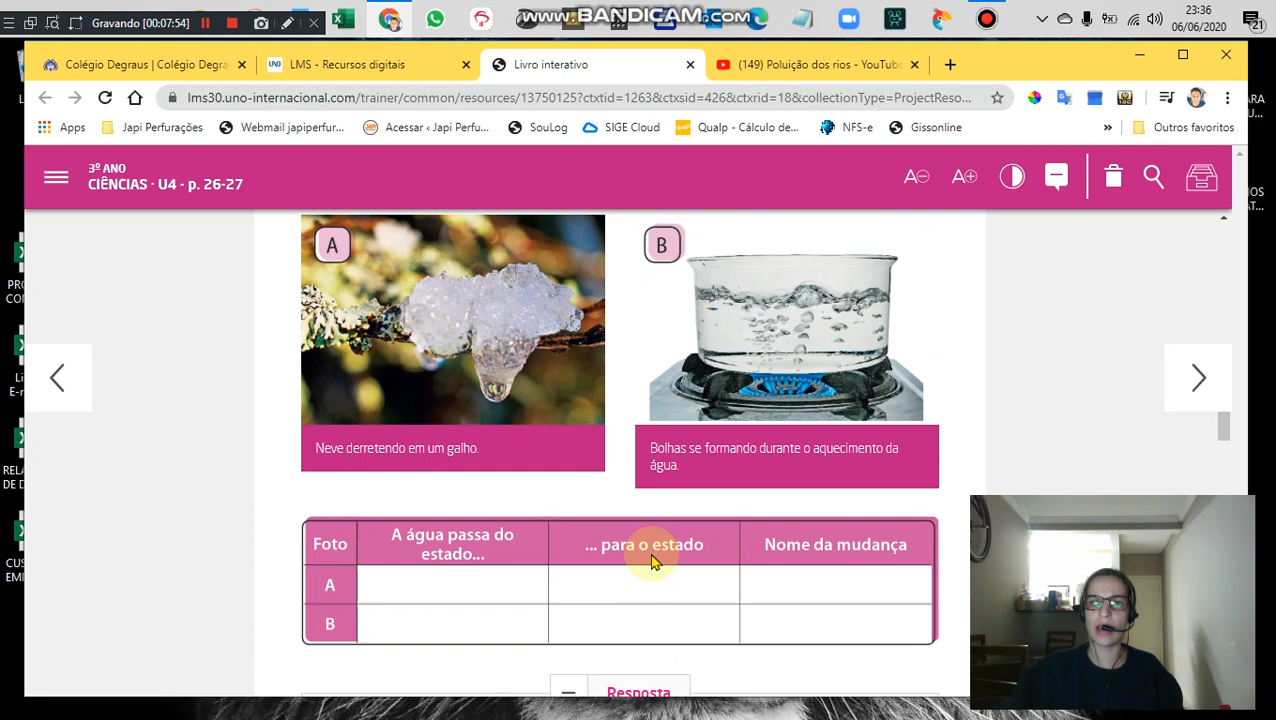 Gravando [00:07:54]
www.BANDICAM.com
23:36
06/06/2020
21
Colégio Degraus | Colégio Degra
LMS - Recursos digitais
Livro interativo
(149) Poluição dos rios - YouTube
lms30.uno-internacional.com/trainer/common/resources/13750125?ctxtid=1263&ctxsid=426&ctxrid=18&collectionType=ProjectReso...
Apps
Japi Perfurações
Webmail japiperfur...
Acessar ‹ Japi Perfu...
SouLog
SIGE Cloud
Qualp - Cálculo de...
NFS-e
Gissonline
»
Outros favoritos
3º ANO
CIÊNCIAS · U4 - p. 26-27
A
B
Neve derretendo em um galho.
Bolhas se formando durante o aquecimento da
água.
Foto
A água passa do
estado...
... para o estado
Nome da mudança
A
B
Resposta